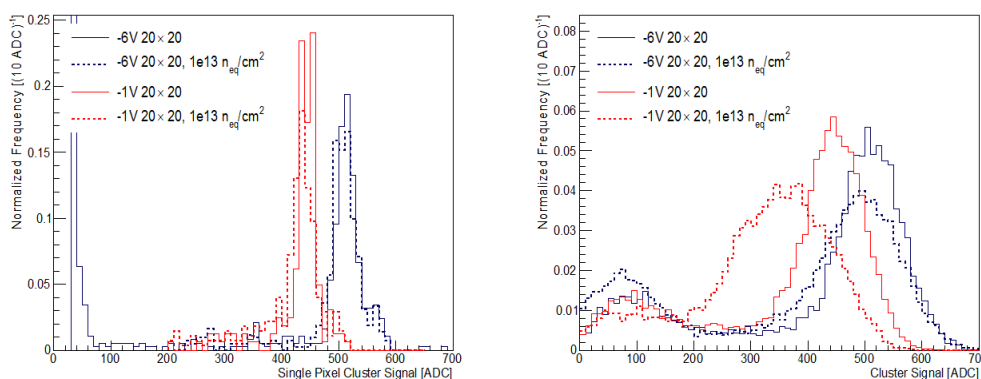 Normalized Frequency [(10 ADC)⁻¹]
0.25
0.2
0.15
0.1
0.05
0
-6V 20 × 20
-6V 20 × 20, 1e13 n_eq/cm²
-1V 20 × 20
-1V 20 × 20, 1e13 n_eq/cm²
0 100 200 300 400 500 600 700
Single Pixel Cluster Signal [ADC]
Normalized Frequency [(10 ADC)⁻¹]
0.08
0.07
0.06
0.05
0.04
0.03
0.02
0.01
0
-6V 20 × 20
-6V 20 × 20, 1e13 n_eq/cm²
-1V 20 × 20
-1V 20 × 20, 1e13 n_eq/cm²
0 100 200 300 400 500 600 700
Cluster Signal [ADC]